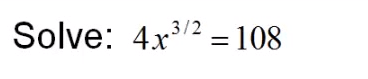 Solve: 4x^{3/2} = 108